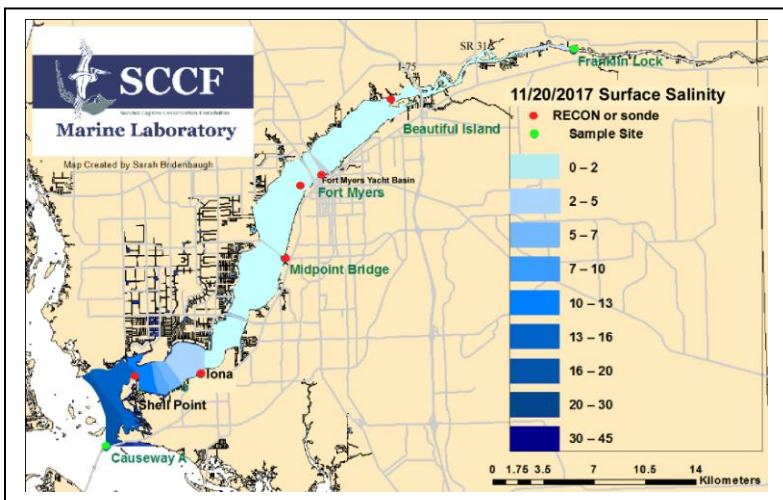 SCCF
Marine Laboratory
Map Created by Sarah Bridenbaugh
I-75
SR 31
Franklin Lock
Beautiful Island
Fort Myers Yacht Basin
Fort Myers
Midpoint Bridge
Iona
Shell Point
Causeway A
11/20/2017 Surface Salinity
RECON or sonde
Sample Site
0 – 2
2 – 5
5 – 7
7 – 10
10 – 13
13 – 16
16 – 20
20 – 30
30 – 45
0 1.75 3.5 7 10.5 14
Kilometers